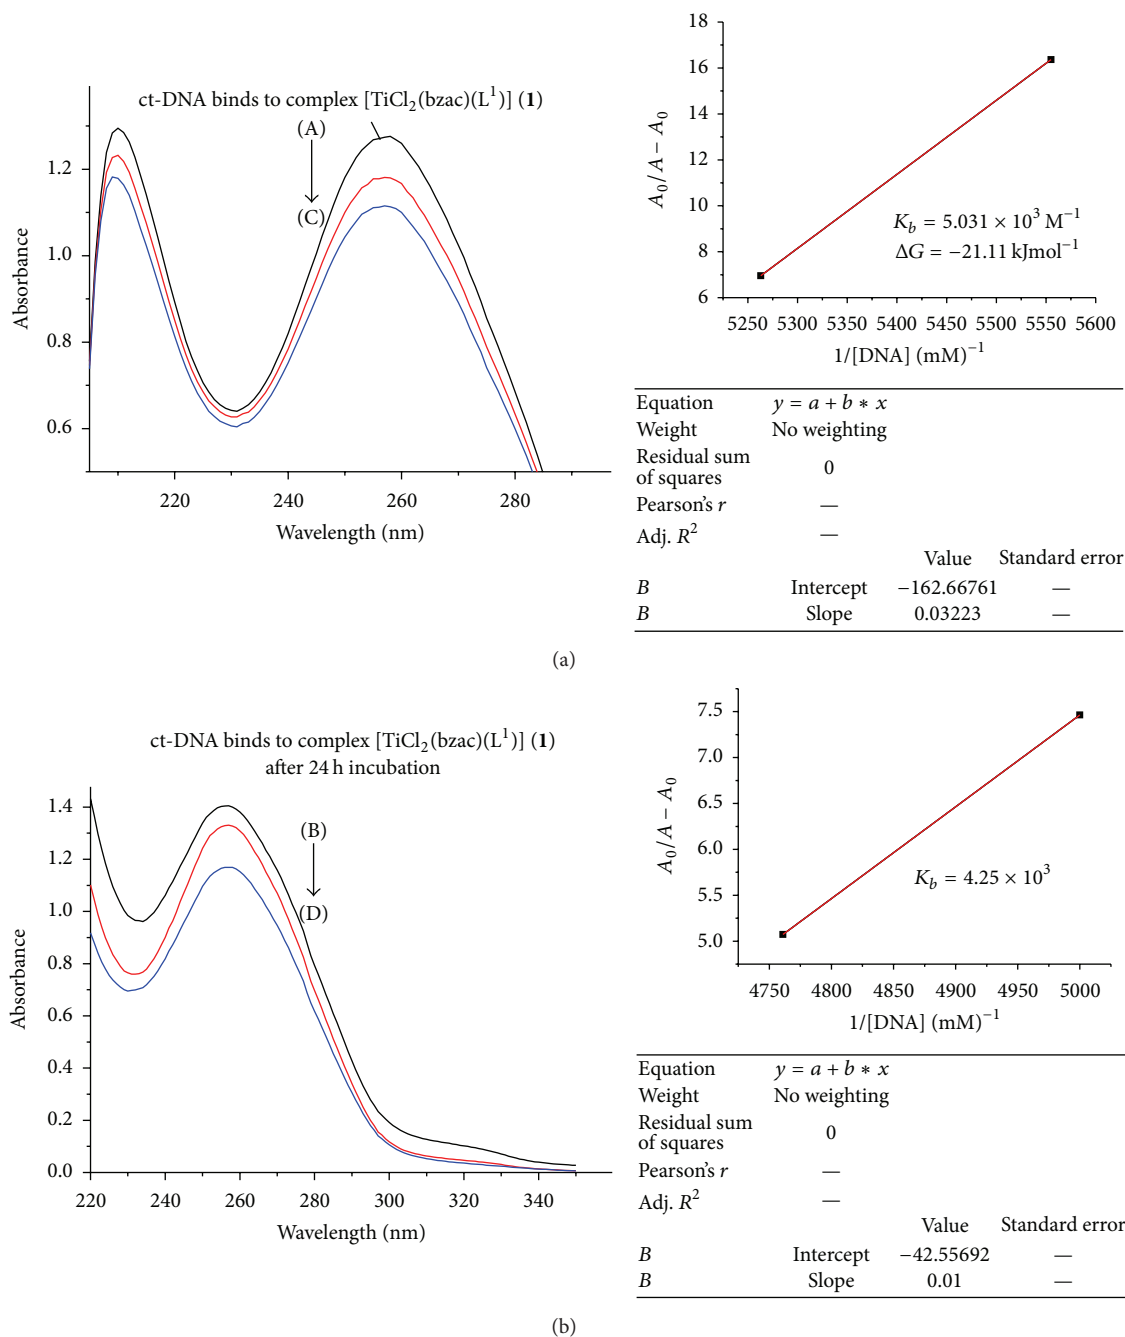 ct-DNA binds to complex [TiCl₂(bzac)(L¹)] (1)
(A)
(C)
1.2
1.0
0.8
0.6
Absorbance
220 240 260 280
Wavelength (nm)
18
16
14
12
10
8
6
A₀/A − A₀
K_b = 5.031 × 10³ M⁻¹
ΔG = −21.11 kJmol⁻¹
5250 5300 5350 5400 5450 5500 5550 5600
1/[DNA] (mM)⁻¹
Equation y = a + b ∗ x
Weight No weighting
Residual sum
of squares 0
Pearson's r —
Adj. R² —
Value Standard error
B Intercept −162.66761 —
B Slope 0.03223 —
(a)
ct-DNA binds to complex [TiCl₂(bzac)(L¹)] (1)
after 24 h incubation
(B)
(D)
1.4
1.2
1.0
0.8
0.6
0.4
0.2
0.0
Absorbance
220 240 260 280 300 320 340
Wavelength (nm)
7.5
7.0
6.5
6.0
5.5
5.0
A₀/A − A₀
K_b = 4.25 × 10³
4750 4800 4850 4900 4950 5000
1/[DNA] (mM)⁻¹
Equation y = a + b ∗ x
Weight No weighting
Residual sum
of squares 0
Pearson's r —
Adj. R² —
Value Standard error
B Intercept −42.55692 —
B Slope 0.01 —
(b)